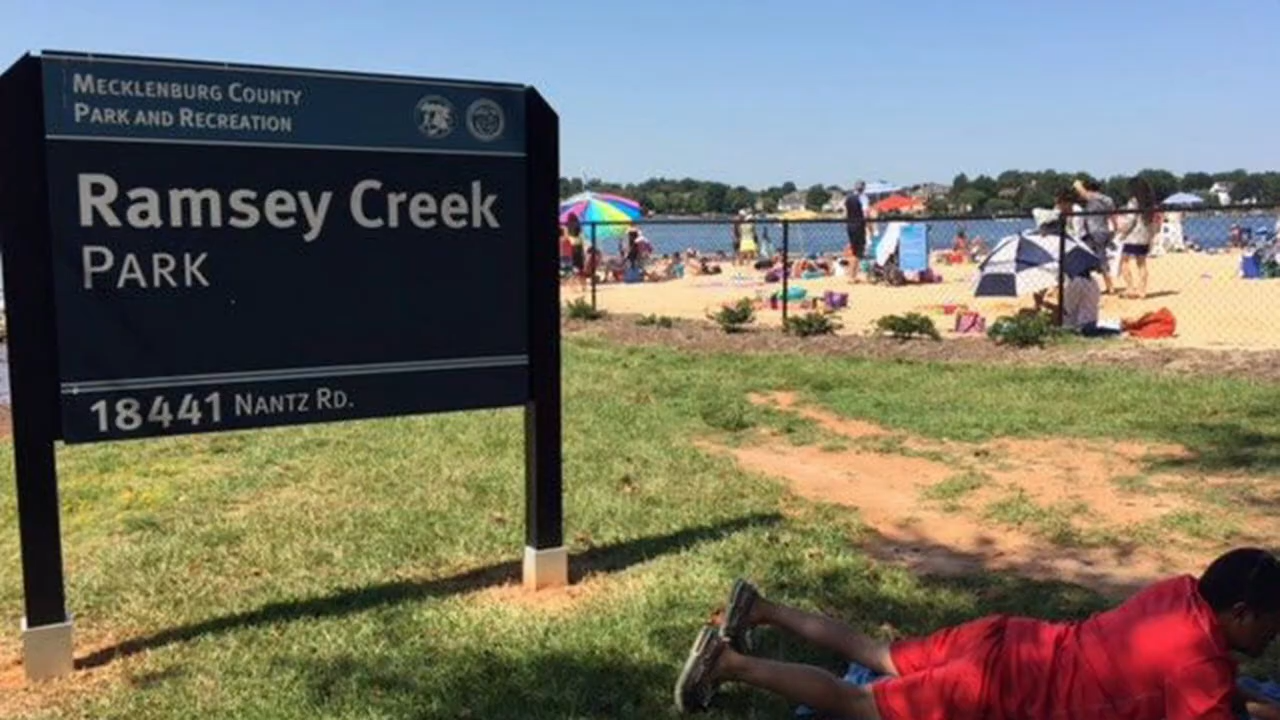 Mecklenburg County
Park and Recreation
Ramsey Creek
Park
18441 Nantz Rd.